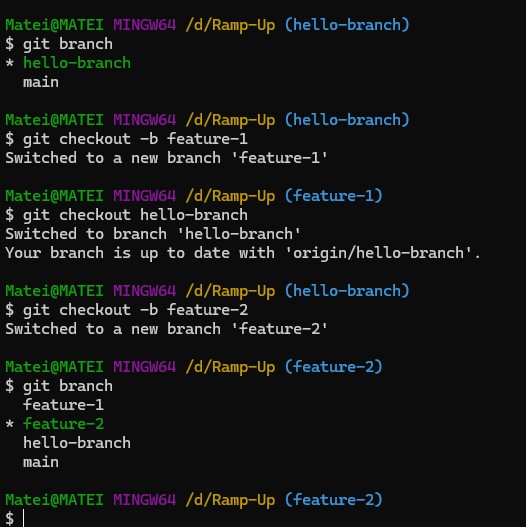 Matei@MATEI MINGW64 /d/Ramp-Up (hello-branch)
$ git branch
* hello-branch
  main

Matei@MATEI MINGW64 /d/Ramp-Up (hello-branch)
$ git checkout -b feature-1
Switched to a new branch 'feature-1'

Matei@MATEI MINGW64 /d/Ramp-Up (feature-1)
$ git checkout hello-branch
Switched to branch 'hello-branch'
Your branch is up to date with 'origin/hello-branch'.

Matei@MATEI MINGW64 /d/Ramp-Up (hello-branch)
$ git checkout -b feature-2
Switched to a new branch 'feature-2'

Matei@MATEI MINGW64 /d/Ramp-Up (feature-2)
$ git branch
  feature-1
* feature-2
  hello-branch
  main

Matei@MATEI MINGW64 /d/Ramp-Up (feature-2)
$